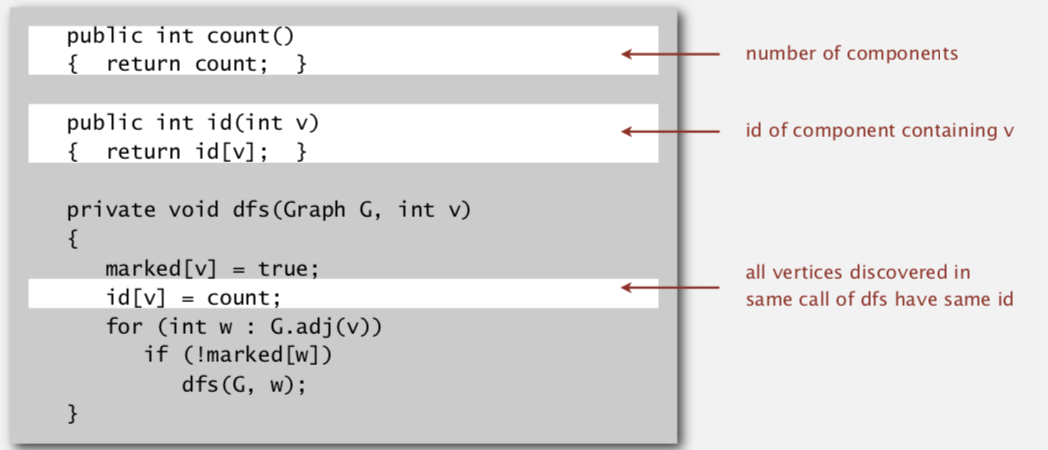 public int count()
{  return count;  }
number of components
public int id(int v)
{  return id[v];  }
id of component containing v
private void dfs(Graph G, int v)
{
   marked[v] = true;
   id[v] = count;
   for (int w : G.adj(v))
      if (!marked[w])
         dfs(G, w);
}
all vertices discovered in
same call of dfs have same id